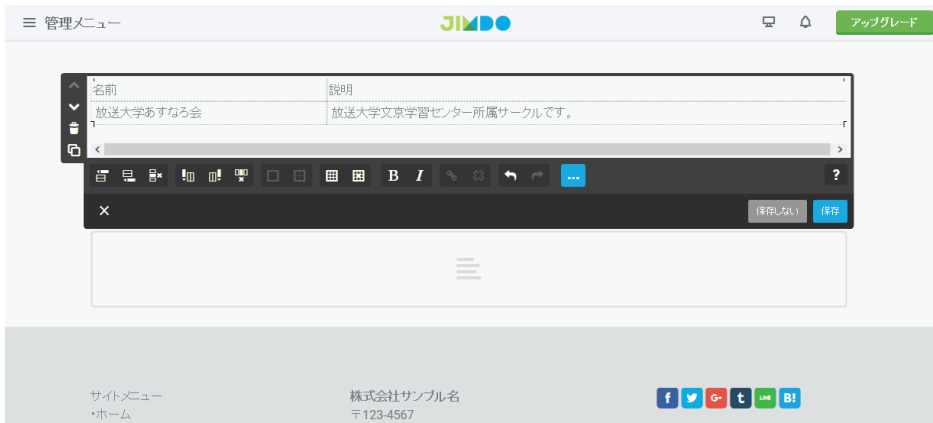 管理メニュー
JIMDO
アップグレード
名前
説明
放送大学あすなろ会
放送大学文京学習センター所属サークルです。
B I
...
?
保存しない
保存
サイトメニュー
・ホーム
株式会社サンプル名
〒123-4567
f
G+
t
LINE
B!